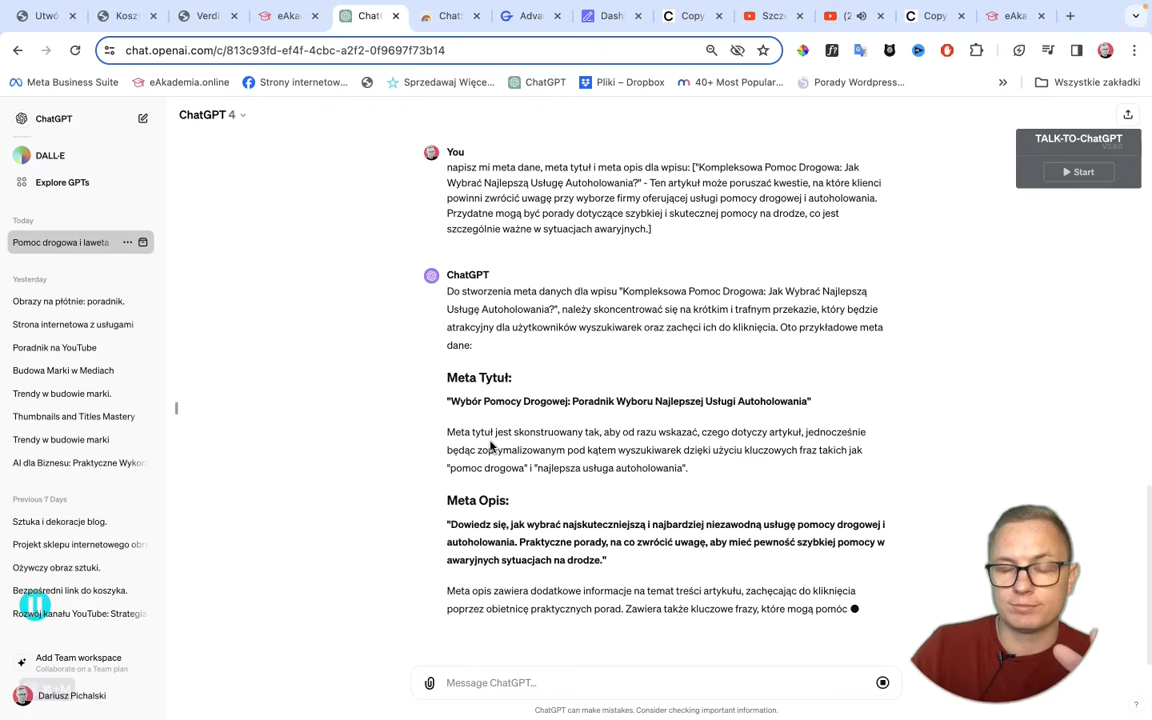 Utwó
Kosz
Verdi
eAka
Chat
Cha
Adva
Dash
Copy
Szcze
(2
Copy
eAka
chat.openai.com/c/813c93fd-ef4f-4cbc-a2f2-0f9697f73b14
Meta Business Suite
eAkademia.online
Strony internetow...
Sprzedawaj Więce...
ChatGPT
Pliki – Dropbox
40+ Most Popular...
Porady Wordpress...
Wszystkie zakładki
ChatGPT
ChatGPT 4
TALK-TO-ChatGPT
Start
DALL·E
Explore GPTs
Today
Pomoc drogowa i laweta
Yesterday
Obrazy na płótnie: poradnik.
Strona internetowa z usługami
Poradnik na YouTube
Budowa Marki w Mediach
Trendy w budowie marki.
Thumbnails and Titles Mastery
Trendy w budowie marki
AI dla Biznesu: Praktyczne Wykorz
Previous 7 Days
Sztuka i dekoracje blog.
Projekt sklepu internetowego obr
Ożywczy obraz sztuki.
Bezpośredni link do koszyka.
Rozwój kanału YouTube: Strategia
Add Team workspace
Collaborate on a Team plan
Dariusz Pichalski
You
napisz mi meta dane, meta tytuł i meta opis dla wpisu: ["Kompleksowa Pomoc Drogowa: Jak
Wybrać Najlepszą Usługę Autoholowania?" - Ten artykuł może poruszać kwestie, na które klienci
powinni zwrócić uwagę przy wyborze firmy oferującej usługi pomocy drogowej i autoholowania.
Przydatne mogą być porady dotyczące szybkiej i skutecznej pomocy na drodze, co jest
szczególnie ważne w sytuacjach awaryjnych.]
ChatGPT
Do stworzenia meta danych dla wpisu "Kompleksowa Pomoc Drogowa: Jak Wybrać Najlepszą
Usługę Autoholowania?", należy skoncentrować się na krótkim i trafnym przekazie, który będzie
atrakcyjny dla użytkowników wyszukiwarek oraz zachęci ich do kliknięcia. Oto przykładowe meta
dane:
Meta Tytuł:
"Wybór Pomocy Drogowej: Poradnik Wyboru Najlepszej Usługi Autoholowania"
Meta tytuł jest skonstruowany tak, aby od razu wskazać, czego dotyczy artykuł, jednocześnie
będąc zoptymalizowanym pod kątem wyszukiwarek dzięki użyciu kluczowych fraz takich jak
"pomoc drogowa" i "najlepsza usługa autoholowania".
Meta Opis:
"Dowiedz się, jak wybrać najskuteczniejszą i najbardziej niezawodną usługę pomocy drogowej i
autoholowania. Praktyczne porady, na co zwrócić uwagę, aby mieć pewność szybkiej pomocy w
awaryjnych sytuacjach na drodze."
Meta opis zawiera dodatkowe informacje na temat treści artykułu, zachęcając do kliknięcia
poprzez obietnicę praktycznych porad. Zawiera także kluczowe frazy, które mogą pomóc
Message ChatGPT...
ChatGPT can make mistakes. Consider checking important information.
?